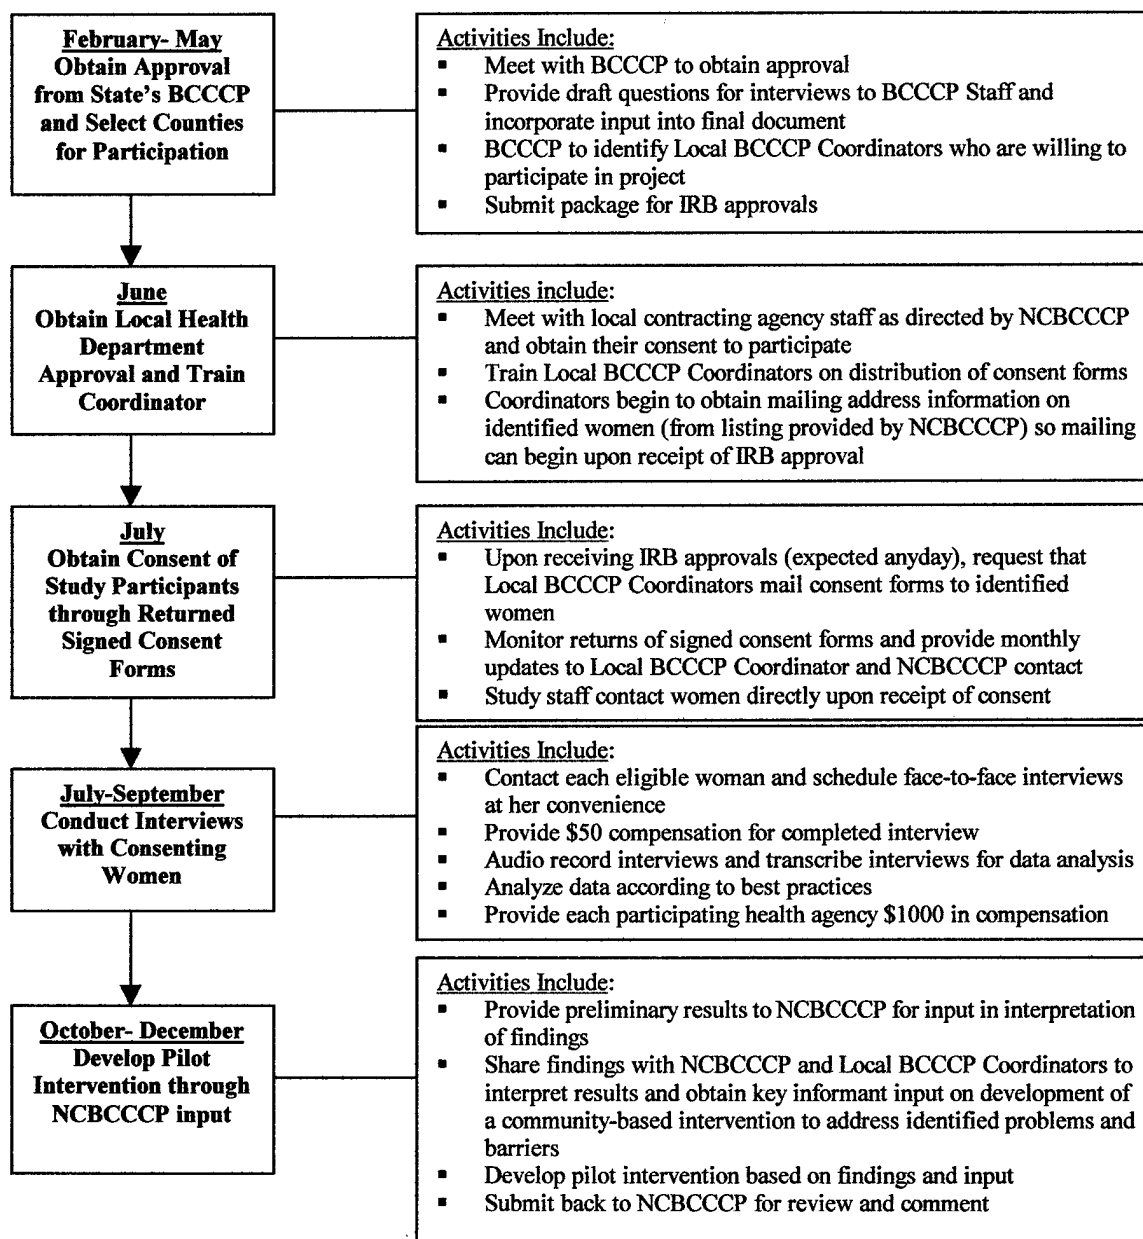 February- May
Obtain Approval
from State's BCCCP
and Select Counties
for Participation
Activities Include:
▪ Meet with BCCCP to obtain approval
▪ Provide draft questions for interviews to BCCCP Staff and
incorporate input into final document
▪ BCCCP to identify Local BCCCP Coordinators who are willing to
participate in project
▪ Submit package for IRB approvals
June
Obtain Local Health
Department
Approval and Train
Coordinator
Activities include:
▪ Meet with local contracting agency staff as directed by NCBCCCP
and obtain their consent to participate
▪ Train Local BCCCP Coordinators on distribution of consent forms
▪ Coordinators begin to obtain mailing address information on
identified women (from listing provided by NCBCCCP) so mailing
can begin upon receipt of IRB approval
July
Obtain Consent of
Study Participants
through Returned
Signed Consent
Forms
Activities Include:
▪ Upon receiving IRB approvals (expected anyday), request that
Local BCCCP Coordinators mail consent forms to identified
women
▪ Monitor returns of signed consent forms and provide monthly
updates to Local BCCCP Coordinator and NCBCCCP contact
▪ Study staff contact women directly upon receipt of consent
July-September
Conduct Interviews
with Consenting
Women
Activities Include:
▪ Contact each eligible woman and schedule face-to-face interviews
at her convenience
▪ Provide $50 compensation for completed interview
▪ Audio record interviews and transcribe interviews for data analysis
▪ Analyze data according to best practices
▪ Provide each participating health agency $1000 in compensation
October- December
Develop Pilot
Intervention through
NCBCCCP input
Activities Include:
▪ Provide preliminary results to NCBCCCP for input in interpretation
of findings
▪ Share findings with NCBCCCP and Local BCCCP Coordinators to
interpret results and obtain key informant input on development of
a community-based intervention to address identified problems and
barriers
▪ Develop pilot intervention based on findings and input
▪ Submit back to NCBCCCP for review and comment